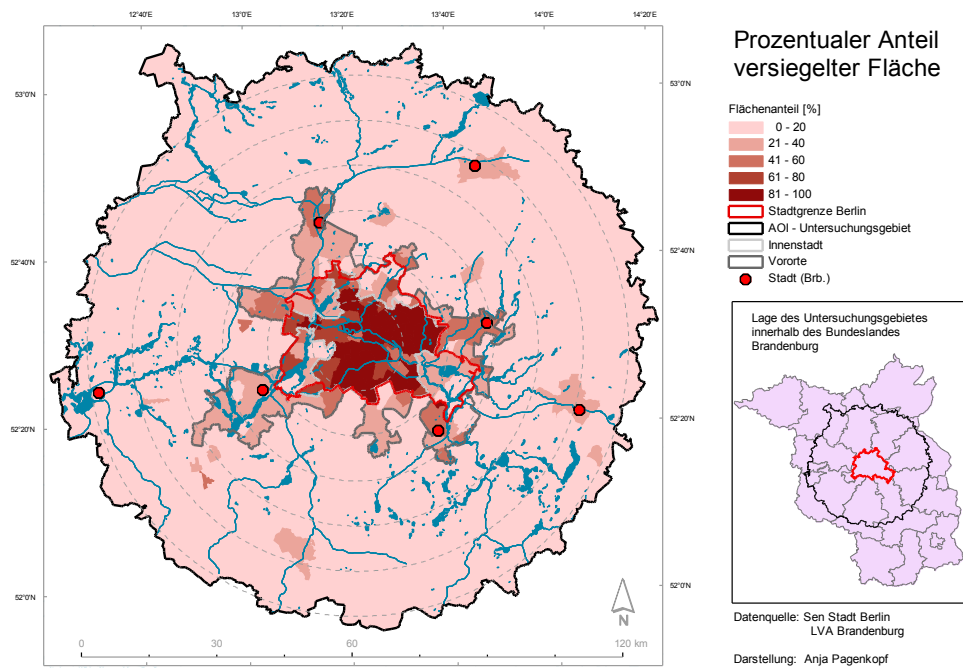 12°40'E 13°0'E 13°20'E 13°40'E 14°0'E 14°20'E
53°0'N 53°0'N
52°40'N 52°40'N
52°20'N 52°20'N
52°0'N 52°0'N
N
0 30 60 120 km
Prozentualer Anteil
versiegelter Fläche
Flächenanteil [%]
0 - 20
21 - 40
41 - 60
61 - 80
81 - 100
Stadtgrenze Berlin
AOI - Untersuchungsgebiet
Innenstadt
Vororte
Stadt (Brb.)
Lage des Untersuchungsgebietes
innerhalb des Bundeslandes
Brandenburg
Datenquelle: Sen Stadt Berlin
LVA Brandenburg
Darstellung: Anja Pagenkopf